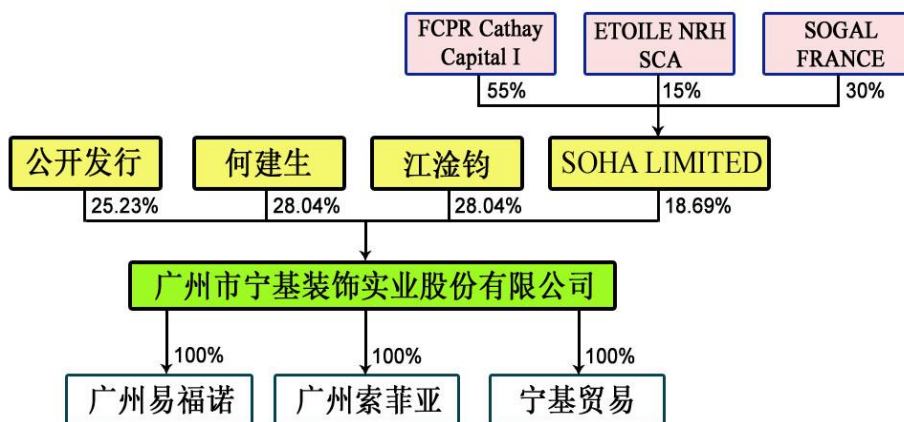 FCPR Cathay
Capital I
ETOILE NRH
SCA
SOGAL
FRANCE
55%
15%
30%
公开发行
何建生
江淦钧
SOHA LIMITED
25.23%
28.04%
28.04%
18.69%
广州市宁基装饰实业股份有限公司
100%
100%
100%
广州易福诺
广州索菲亚
宁基贸易